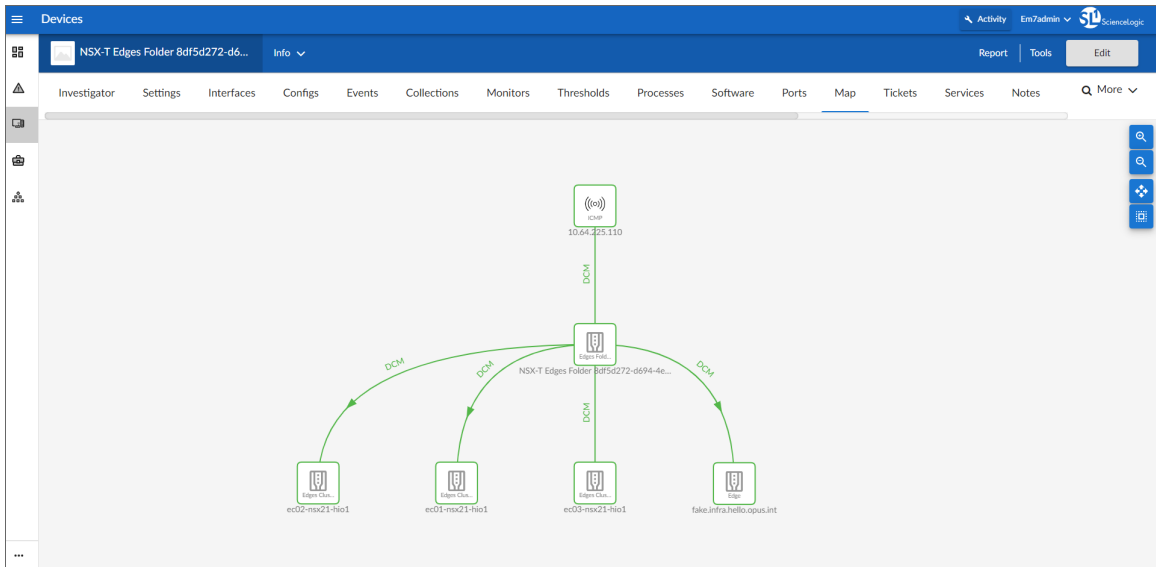 Devices
Activity
Em7admin
SL1 ScienceLogic
NSX-T Edges Folder 8df5d272-d6...
Info
Report
Tools
Edit
Investigator
Settings
Interfaces
Configs
Events
Collections
Monitors
Thresholds
Processes
Software
Ports
Map
Tickets
Services
Notes
More
ICMP
10.64.225.110
DCM
Edges Fold...
NSX-T Edges Folder 8df5d272-d694-4e...
DCM
DCM
DCM
DCM
Edges Clus...
ec02-nsx21-hio1
Edges Clus...
ec01-nsx21-hio1
Edges Clus...
ec03-nsx21-hio1
Edge
fake.infra.hello.opus.int